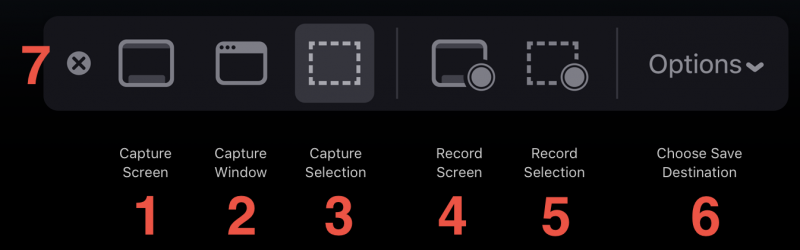 7
Options
Capture Screen
Capture Window
Capture Selection
Record Screen
Record Selection
Choose Save Destination
1
2
3
4
5
6